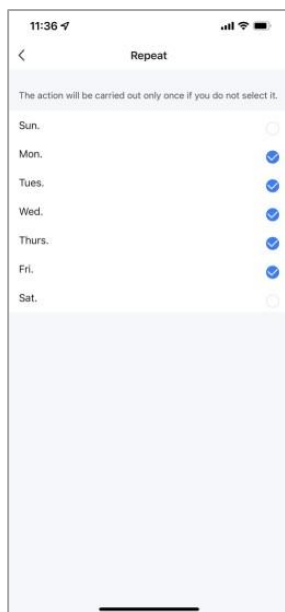 11:36
Repeat
The action will be carried out only once if you do not select it.
Sun.
Mon.
Tues.
Wed.
Thurs.
Fri.
Sat.